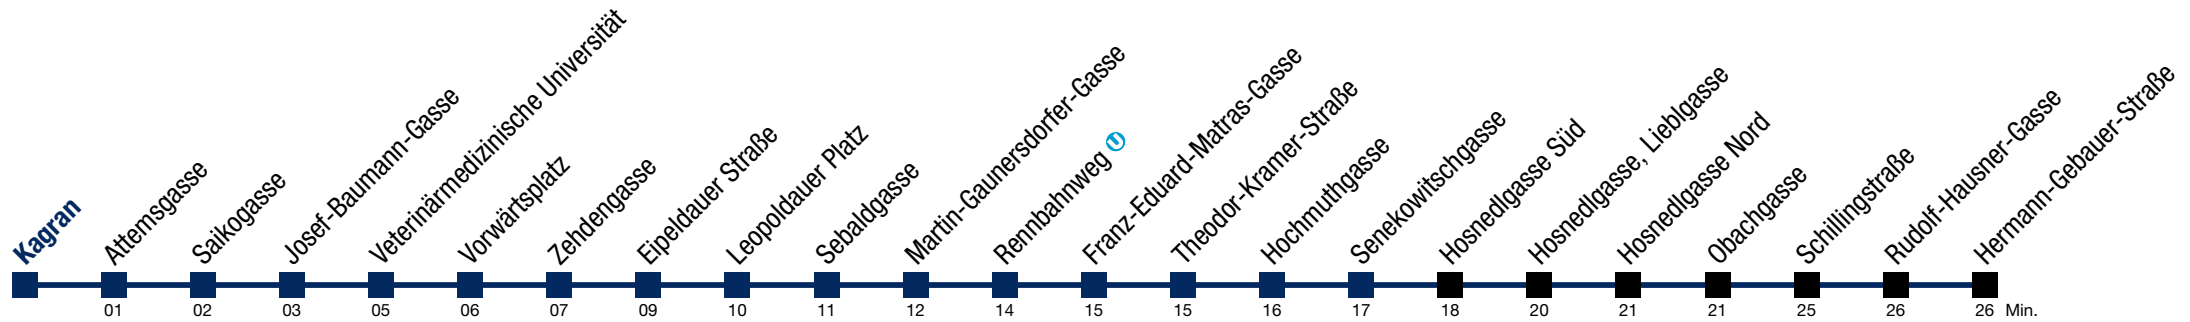 Kagran
Attemsgasse
Saikogasse
Josef-Baumann-Gasse
Veterinärmedizinische Universität
Vorwärtsplatz
Zehdengasse
Eipeldauer Straße
Leopoldauer Platz
Sebaldgasse
Martin-Gaunersdorfer-Gasse
Rennbahnweg U
Franz-Eduard-Matras-Gasse
Theodor-Kramer-Straße
Hochmuthgasse
Senekowitschgasse
Hosnedlgasse Süd
Hosnedlgasse, Lieblgasse
Hosnedlgasse Nord
Obachgasse
Schillingstraße
Rudolf-Hausner-Gasse
Hermann-Gebauer-Straße
01 02 03 05 06 07 09 10 11 12 14 15 15 16 17 18 20 21 21 25 26 26 Min.